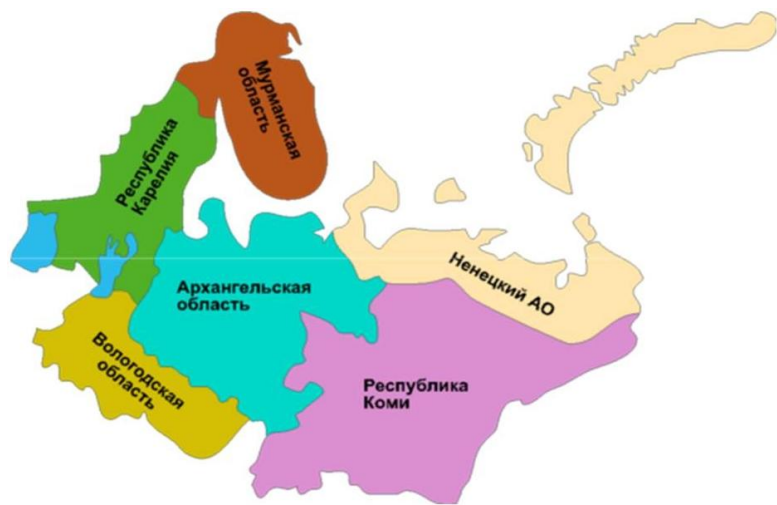 Мурманская
область
Республика
Карелия
Ненецкий АО
Архангельская
область
Вологодская
область
Республика
Коми